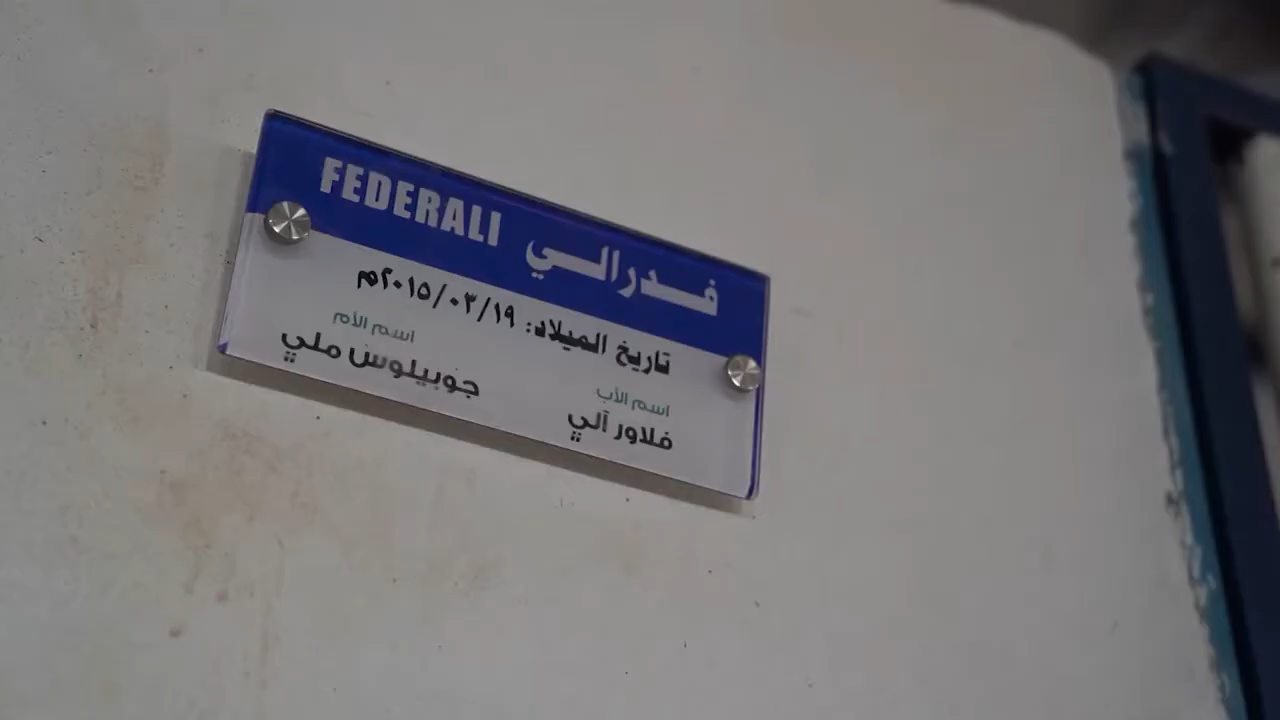 FEDERALI فدرالي
تاريخ الميلاد: ٢٠١٥/٠٣/١٩م
اسم الأب
فلاور آلي
اسم الأم
جوبيلوس ملي